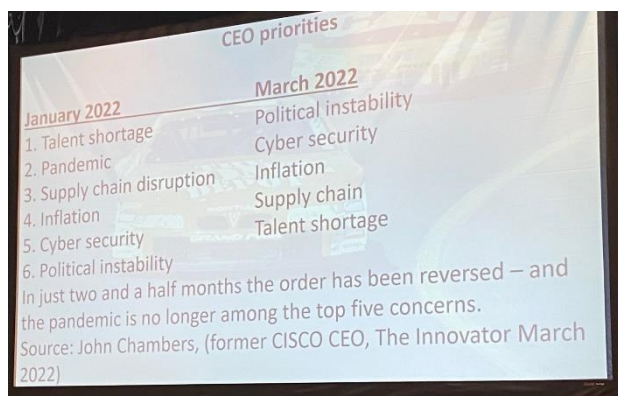 CEO priorities
January 2022
1. Talent shortage
2. Pandemic
3. Supply chain disruption
4. Inflation
5. Cyber security
6. Political instability
March 2022
Political instability
Cyber security
Inflation
Supply chain
Talent shortage
In just two and a half months the order has been reversed – and
the pandemic is no longer among the top five concerns.
Source: John Chambers, (former CISCO CEO, The Innovator March
2022)